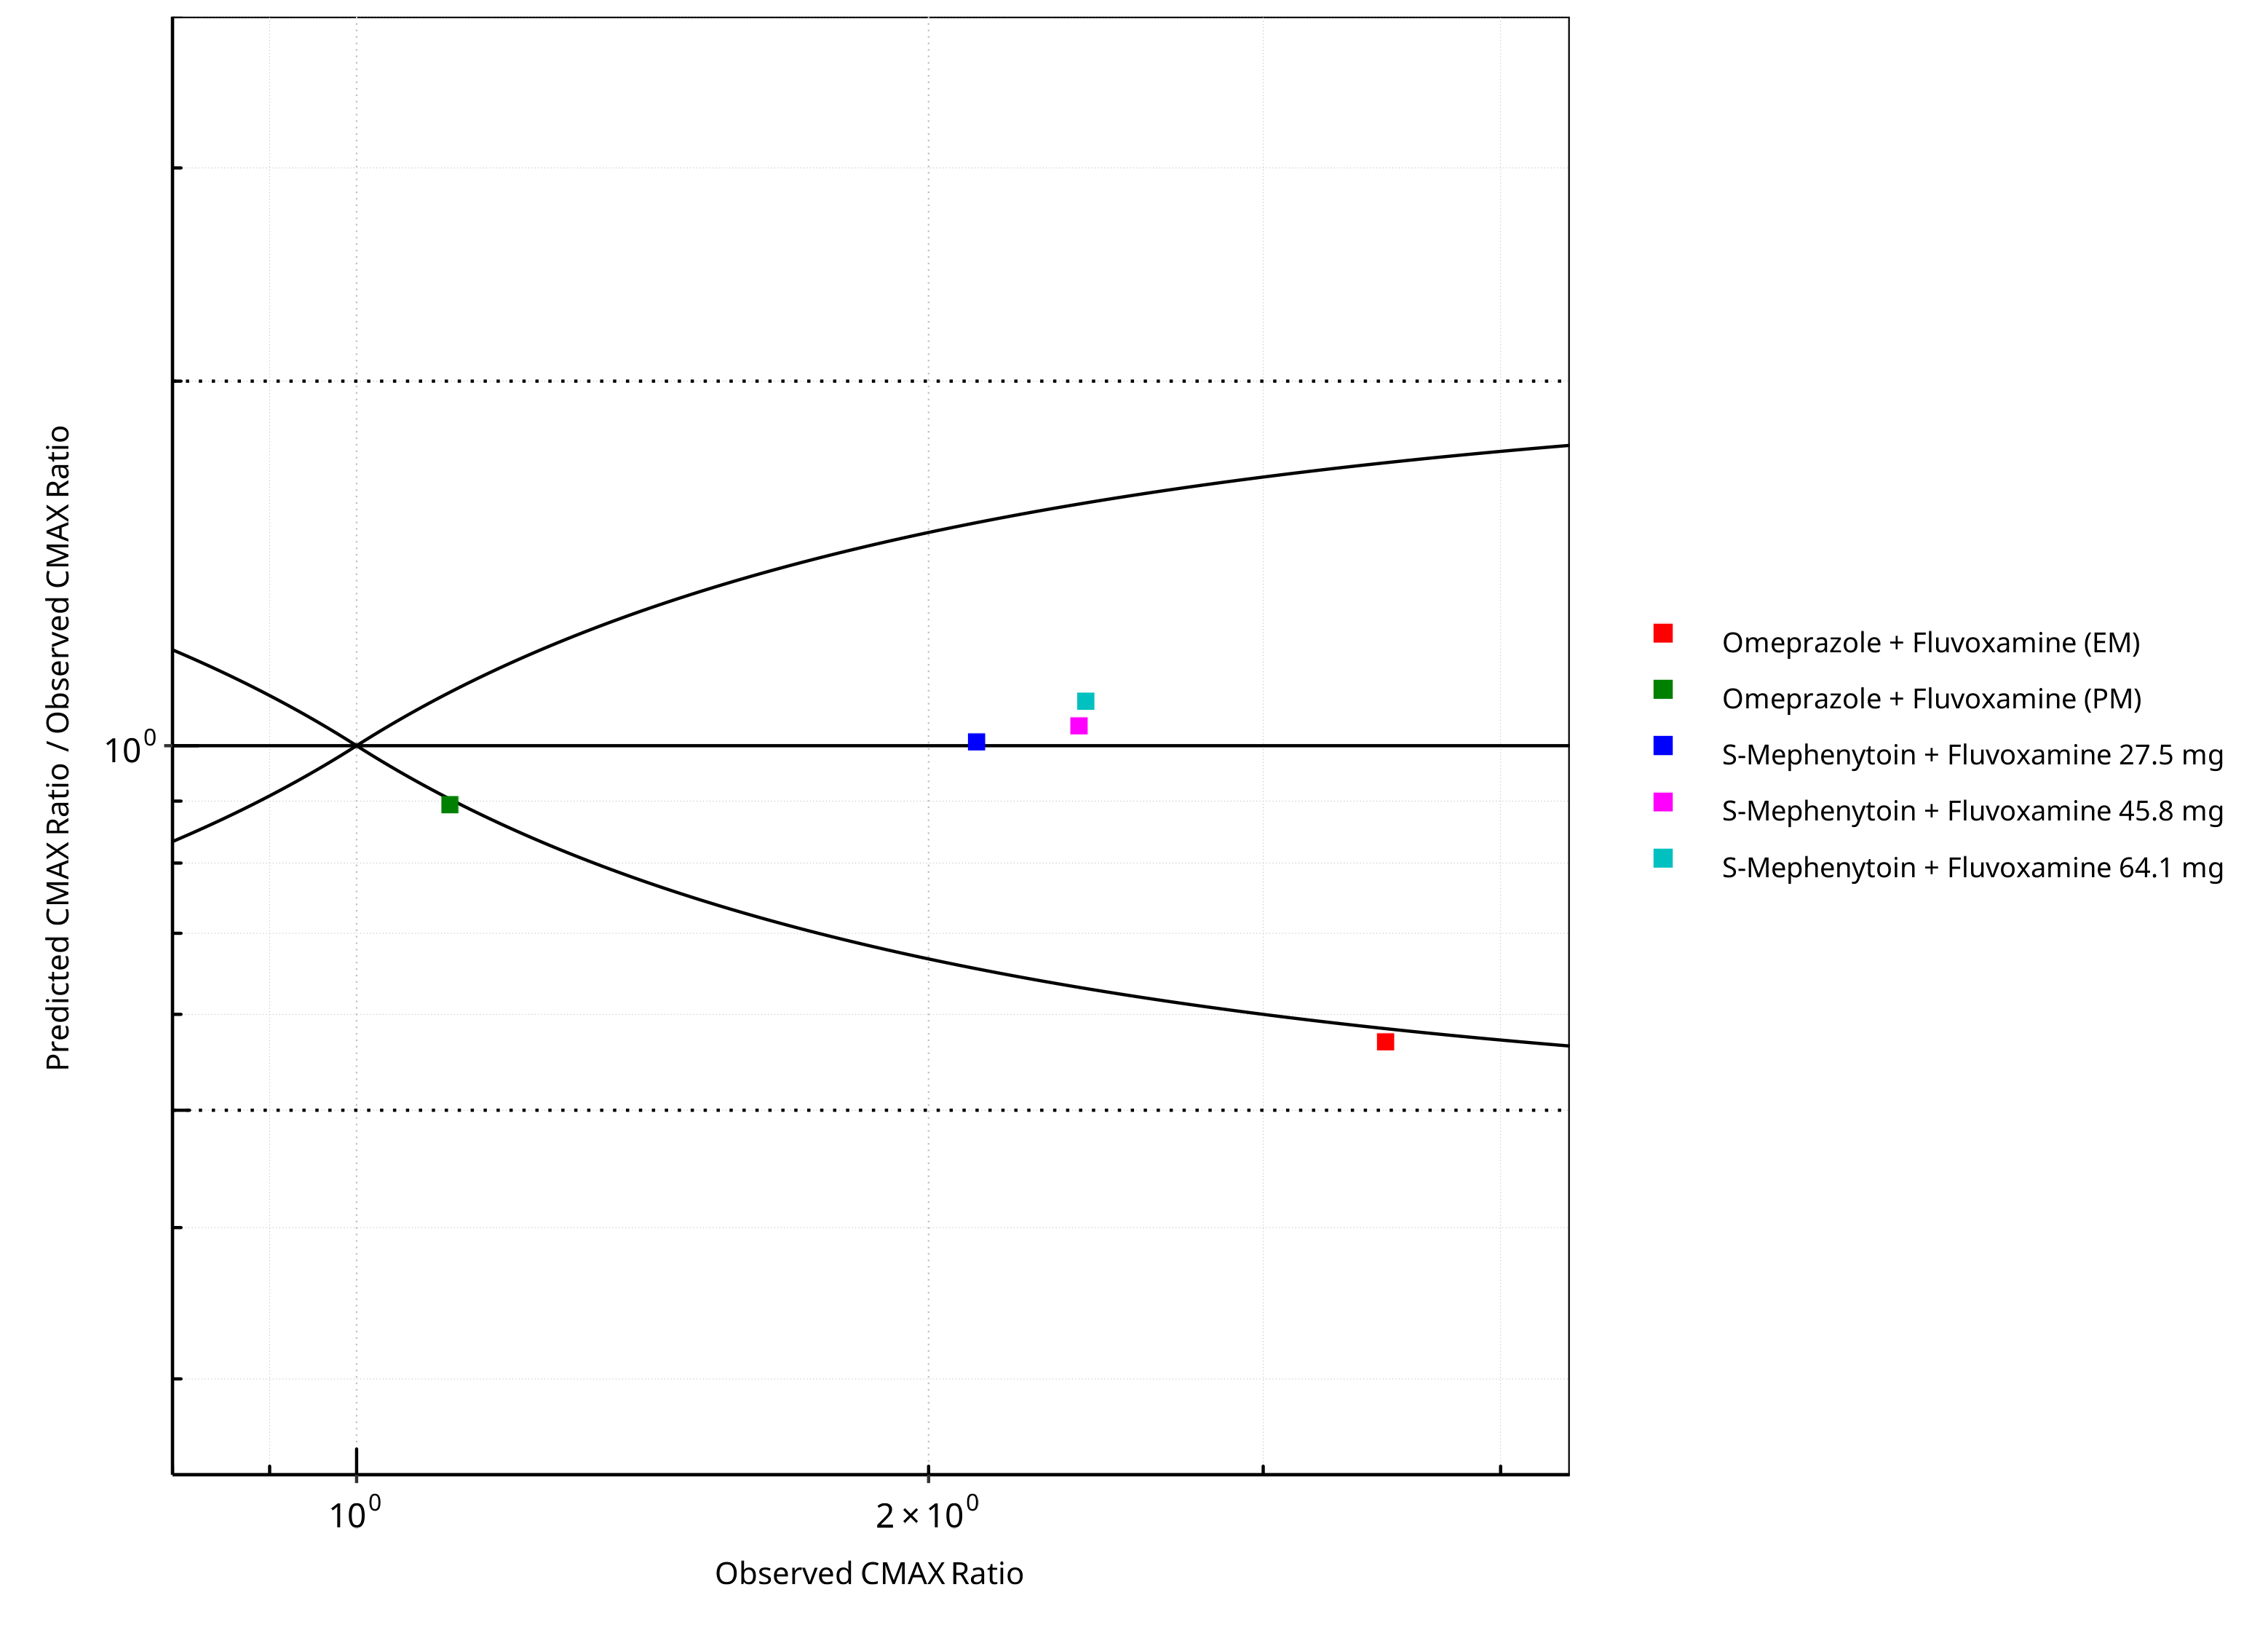 Predicted CMAX Ratio / Observed CMAX Ratio
10⁰
10⁰
2 × 10⁰
Observed CMAX Ratio
Omeprazole + Fluvoxamine (EM)
Omeprazole + Fluvoxamine (PM)
S-Mephenytoin + Fluvoxamine 27.5 mg
S-Mephenytoin + Fluvoxamine 45.8 mg
S-Mephenytoin + Fluvoxamine 64.1 mg